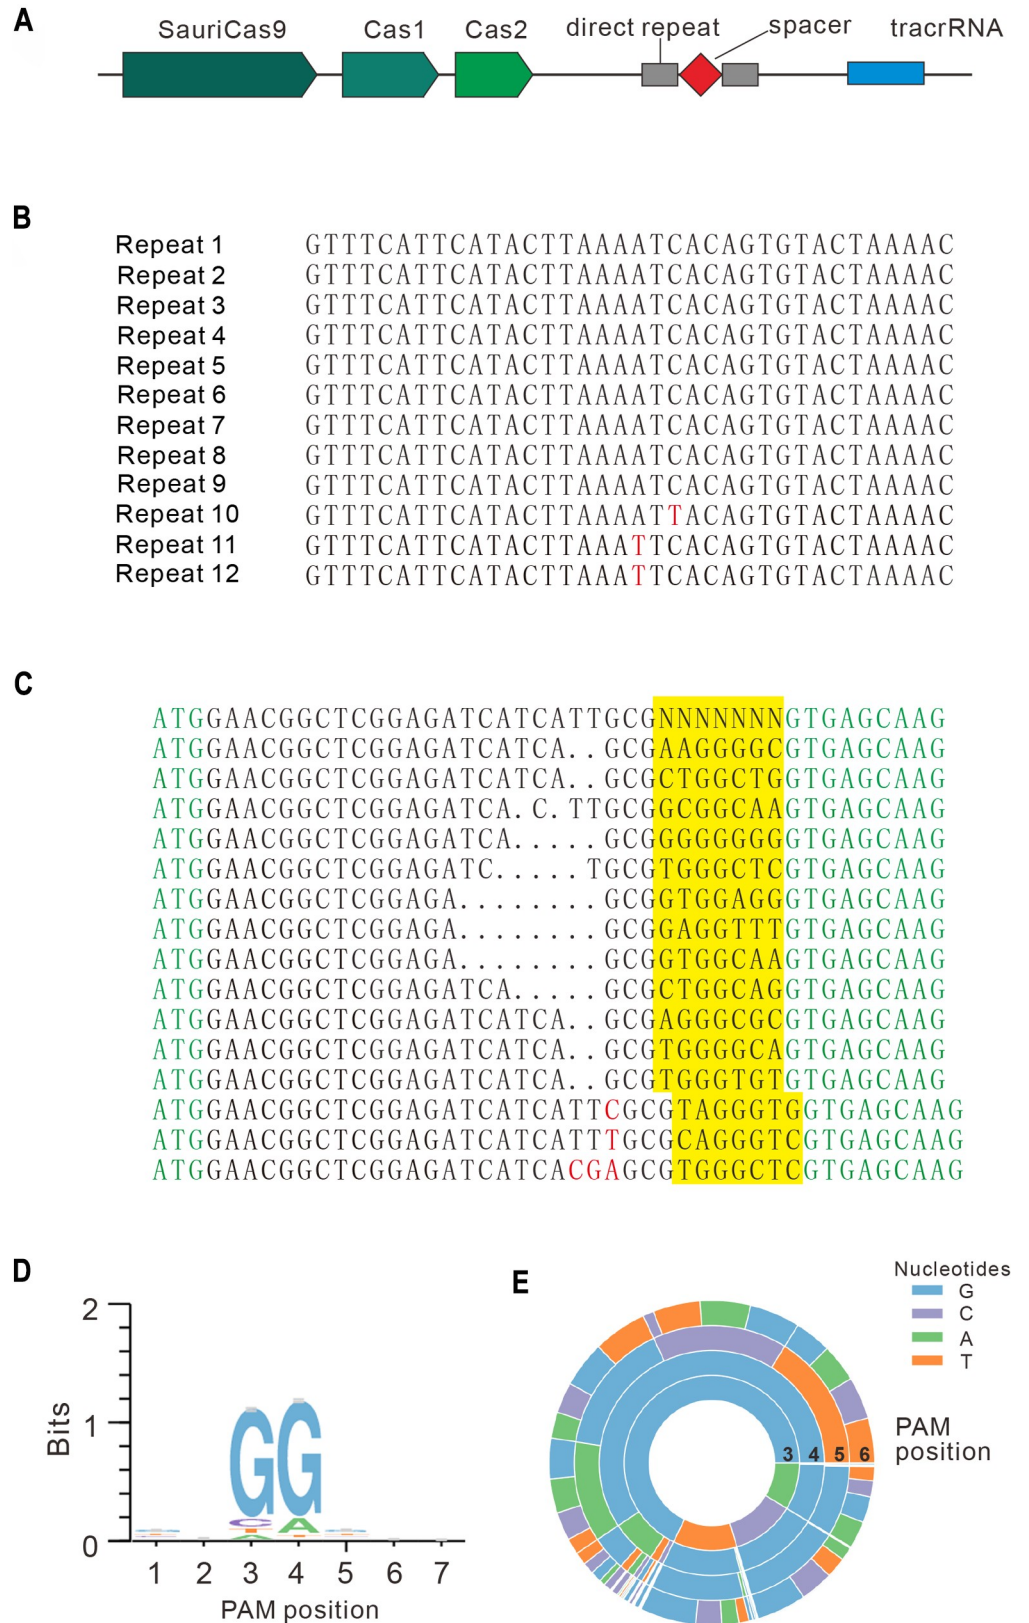 A
SauriCas9 Cas1 Cas2 direct repeat spacer tracrRNA
B
Repeat 1 GTTTCATTCATACTTAAAATCACAGTGTACTAAAAC
Repeat 2 GTTTCATTCATACTTAAAATCACAGTGTACTAAAAC
Repeat 3 GTTTCATTCATACTTAAAATCACAGTGTACTAAAAC
Repeat 4 GTTTCATTCATACTTAAAATCACAGTGTACTAAAAC
Repeat 5 GTTTCATTCATACTTAAAATCACAGTGTACTAAAAC
Repeat 6 GTTTCATTCATACTTAAAATCACAGTGTACTAAAAC
Repeat 7 GTTTCATTCATACTTAAAATCACAGTGTACTAAAAC
Repeat 8 GTTTCATTCATACTTAAAATCACAGTGTACTAAAAC
Repeat 9 GTTTCATTCATACTTAAAATCACAGTGTACTAAAAC
Repeat 10 GTTTCATTCATACTTAAAATTACAGTGTACTAAAAC
Repeat 11 GTTTCATTCATACTTAAATTCACAGTGTACTAAAAC
Repeat 12 GTTTCATTCATACTTAAATTCACAGTGTACTAAAAC
C
ATGGAACGGCTCGGAGATCATCATTGCGNNNNNNNGTGAGCAAG
ATGGAACGGCTCGGAGATCATCA..GCGAAGGGGCGTGAGCAAG
ATGGAACGGCTCGGAGATCATCA..GCGCTGGCTGGTGAGCAAG
ATGGAACGGCTCGGAGATCA.C.TTGCGGCGGCAAGTGAGCAAG
ATGGAACGGCTCGGAGATCA.....GCGGGGGGGGGTGAGCAAG
ATGGAACGGCTCGGAGATC.....TGCGTGGGCTCGTGAGCAAG
ATGGAACGGCTCGGAGA........GCGGTGGAGGGTGAGCAAG
ATGGAACGGCTCGGAGA........GCGGAGGTTTGTGAGCAAG
ATGGAACGGCTCGGAGA........GCGGTGGCAAGTGAGCAAG
ATGGAACGGCTCGGAGATCA.....GCGCTGGCAGGTGAGCAAG
ATGGAACGGCTCGGAGATCATCA..GCGAGGGCGCGTGAGCAAG
ATGGAACGGCTCGGAGATCATCA..GCGTGGGGCAGTGAGCAAG
ATGGAACGGCTCGGAGATCATCA..GCGTGGGTGTGTGAGCAAG
ATGGAACGGCTCGGAGATCATCATTCGCGTAGGGTGGTGAGCAAG
ATGGAACGGCTCGGAGATCATCATTTGCGCAGGGTCGTGAGCAAG
ATGGAACGGCTCGGAGATCATCACGAGCGTGGGCTCGTGAGCAAG
D
2
1
0
Bits
G G
C T A
A T
1 2 3 4 5 6 7
PAM position
E
Nucleotides
G
C
A
T
PAM
position
3 4 5 6